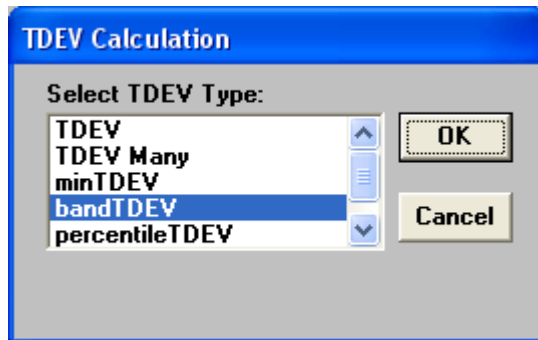 TDEV Calculation
Select TDEV Type:
TDEV
TDEV Many
minTDEV
bandTDEV
percentileTDEV
OK
Cancel